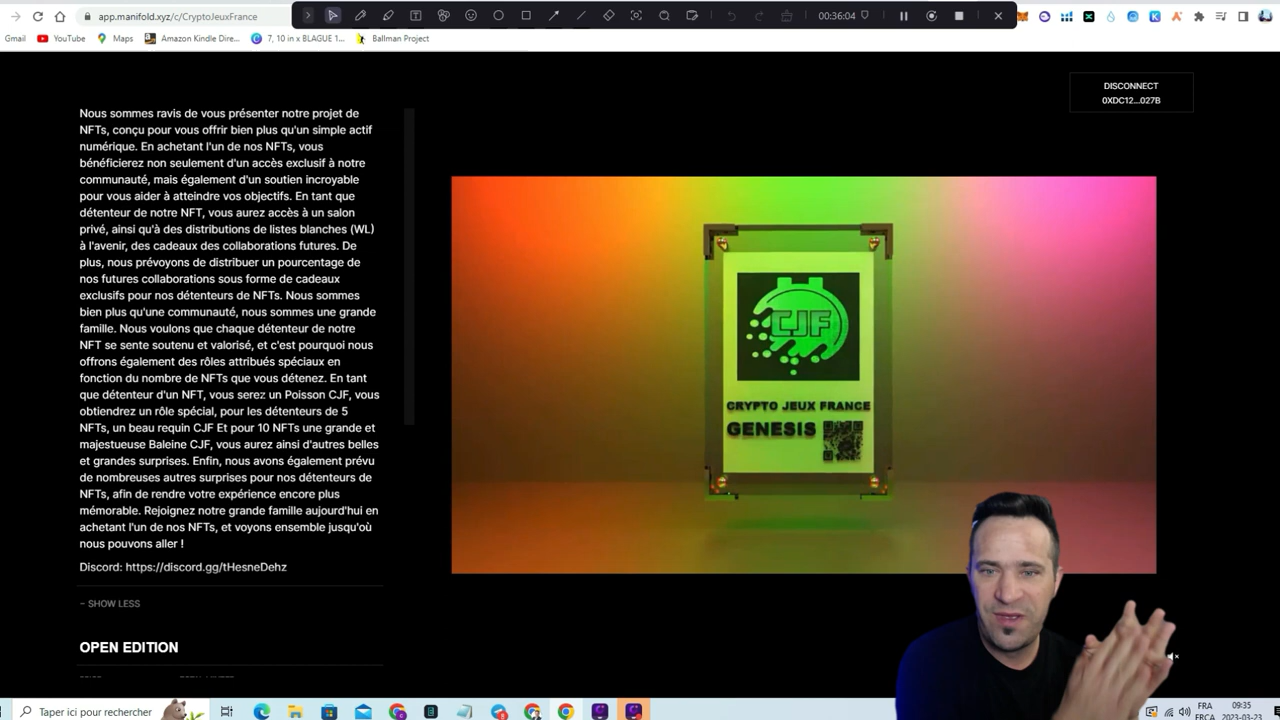 app.manifold.xyz/c/CryptoJeuxFrance
00:36:04
Gmail
YouTube
Maps
Amazon Kindle Dire...
7, 10 in x BLAGUE 1...
Ballman Project
DISCONNECT
0XDC12...027B
Nous sommes ravis de vous présenter notre projet de
NFTs, conçu pour vous offrir bien plus qu'un simple actif
numérique. En achetant l'un de nos NFTs, vous
bénéficierez non seulement d'un accès exclusif à notre
communauté, mais également d'un soutien incroyable
pour vous aider à atteindre vos objectifs. En tant que
détenteur de notre NFT, vous aurez accès à un salon
privé, ainsi qu'à des distributions de listes blanches (WL)
à l'avenir, des cadeaux des collaborations futures. De
plus, nous prévoyons de distribuer un pourcentage de
nos futures collaborations sous forme de cadeaux
exclusifs pour nos détenteurs de NFTs. Nous sommes
bien plus qu'une communauté, nous sommes une grande
famille. Nous voulons que chaque détenteur de notre
NFT se sente soutenu et valorisé, et c'est pourquoi nous
offrons également des rôles attribués spéciaux en
fonction du nombre de NFTs que vous détenez. En tant
que détenteur d'un NFT, vous serez un Poisson CJF, vous
obtiendrez un rôle spécial, pour les détenteurs de 5
NFTs, un beau requin CJF Et pour 10 NFTs une grande et
majestueuse Baleine CJF, vous aurez ainsi d'autres belles
et grandes surprises. Enfin, nous avons également prévu
de nombreuses autres surprises pour nos détenteurs de
NFTs, afin de rendre votre expérience encore plus
mémorable. Rejoignez notre grande famille aujourd'hui en
achetant l'un de nos NFTs, et voyons ensemble jusqu'où
nous pouvons aller !
Discord: https://discord.gg/tHesneDehz
− SHOW LESS
OPEN EDITION
CJF
CRYPTO JEUX FRANCE
GENESIS
Taper ici pour rechercher
FR
FRCA
09:35
2023-03-23